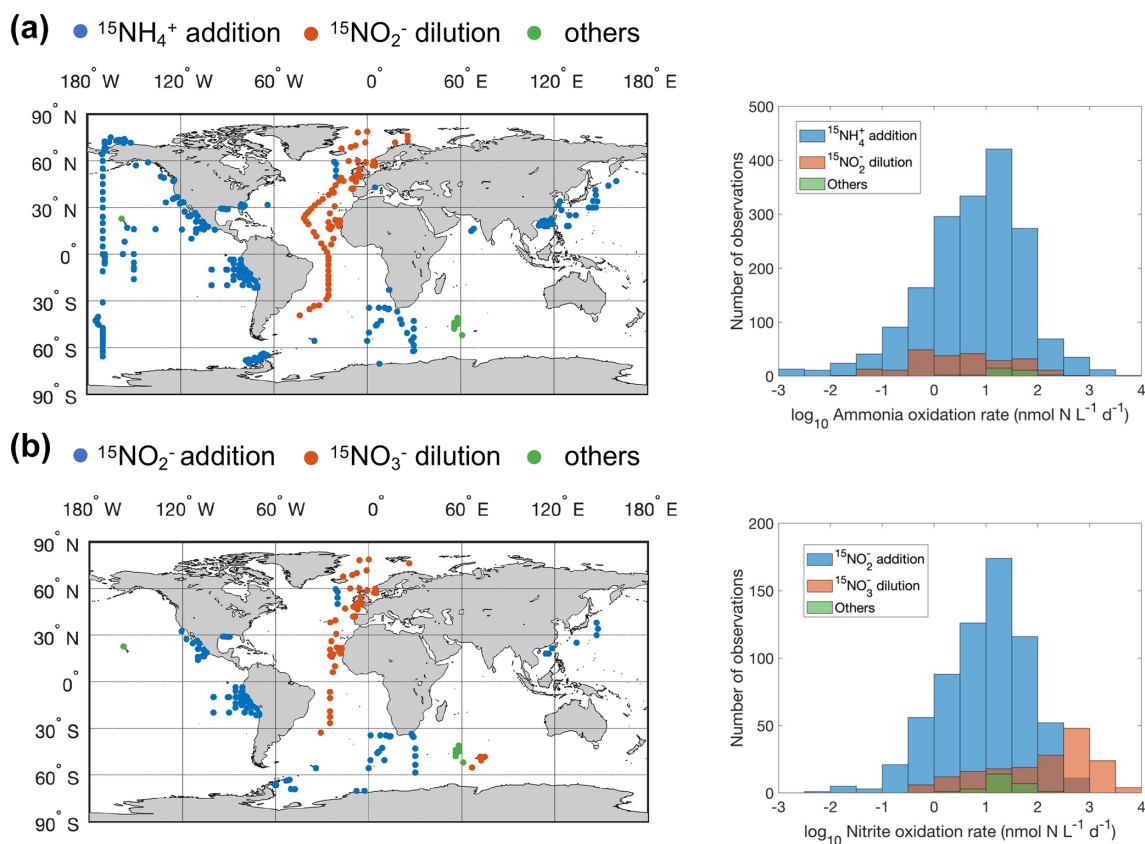 (a) ● ¹⁵NH₄⁺ addition ● ¹⁵NO₂⁻ dilution ● others
180° W 120° W 60° W 0° 60° E 120° E 180° E
90° N
60° N
30° N
0°
30° S
60° S
90° S
500
400
300
200
100
0
Number of observations
¹⁵NH₄⁺ addition
¹⁵NO₂⁻ dilution
Others
-3 -2 -1 0 1 2 3 4
log₁₀ Ammonia oxidation rate (nmol N L⁻¹ d⁻¹)
(b) ● ¹⁵NO₂⁻ addition ● ¹⁵NO₃⁻ dilution ● others
180° W 120° W 60° W 0° 60° E 120° E 180° E
90° N
60° N
30° N
0°
30° S
60° S
90° S
200
150
100
50
0
Number of observations
¹⁵NO₂⁻ addition
¹⁵NO₃⁻ dilution
Others
-3 -2 -1 0 1 2 3 4
log₁₀ Nitrite oxidation rate (nmol N L⁻¹ d⁻¹)